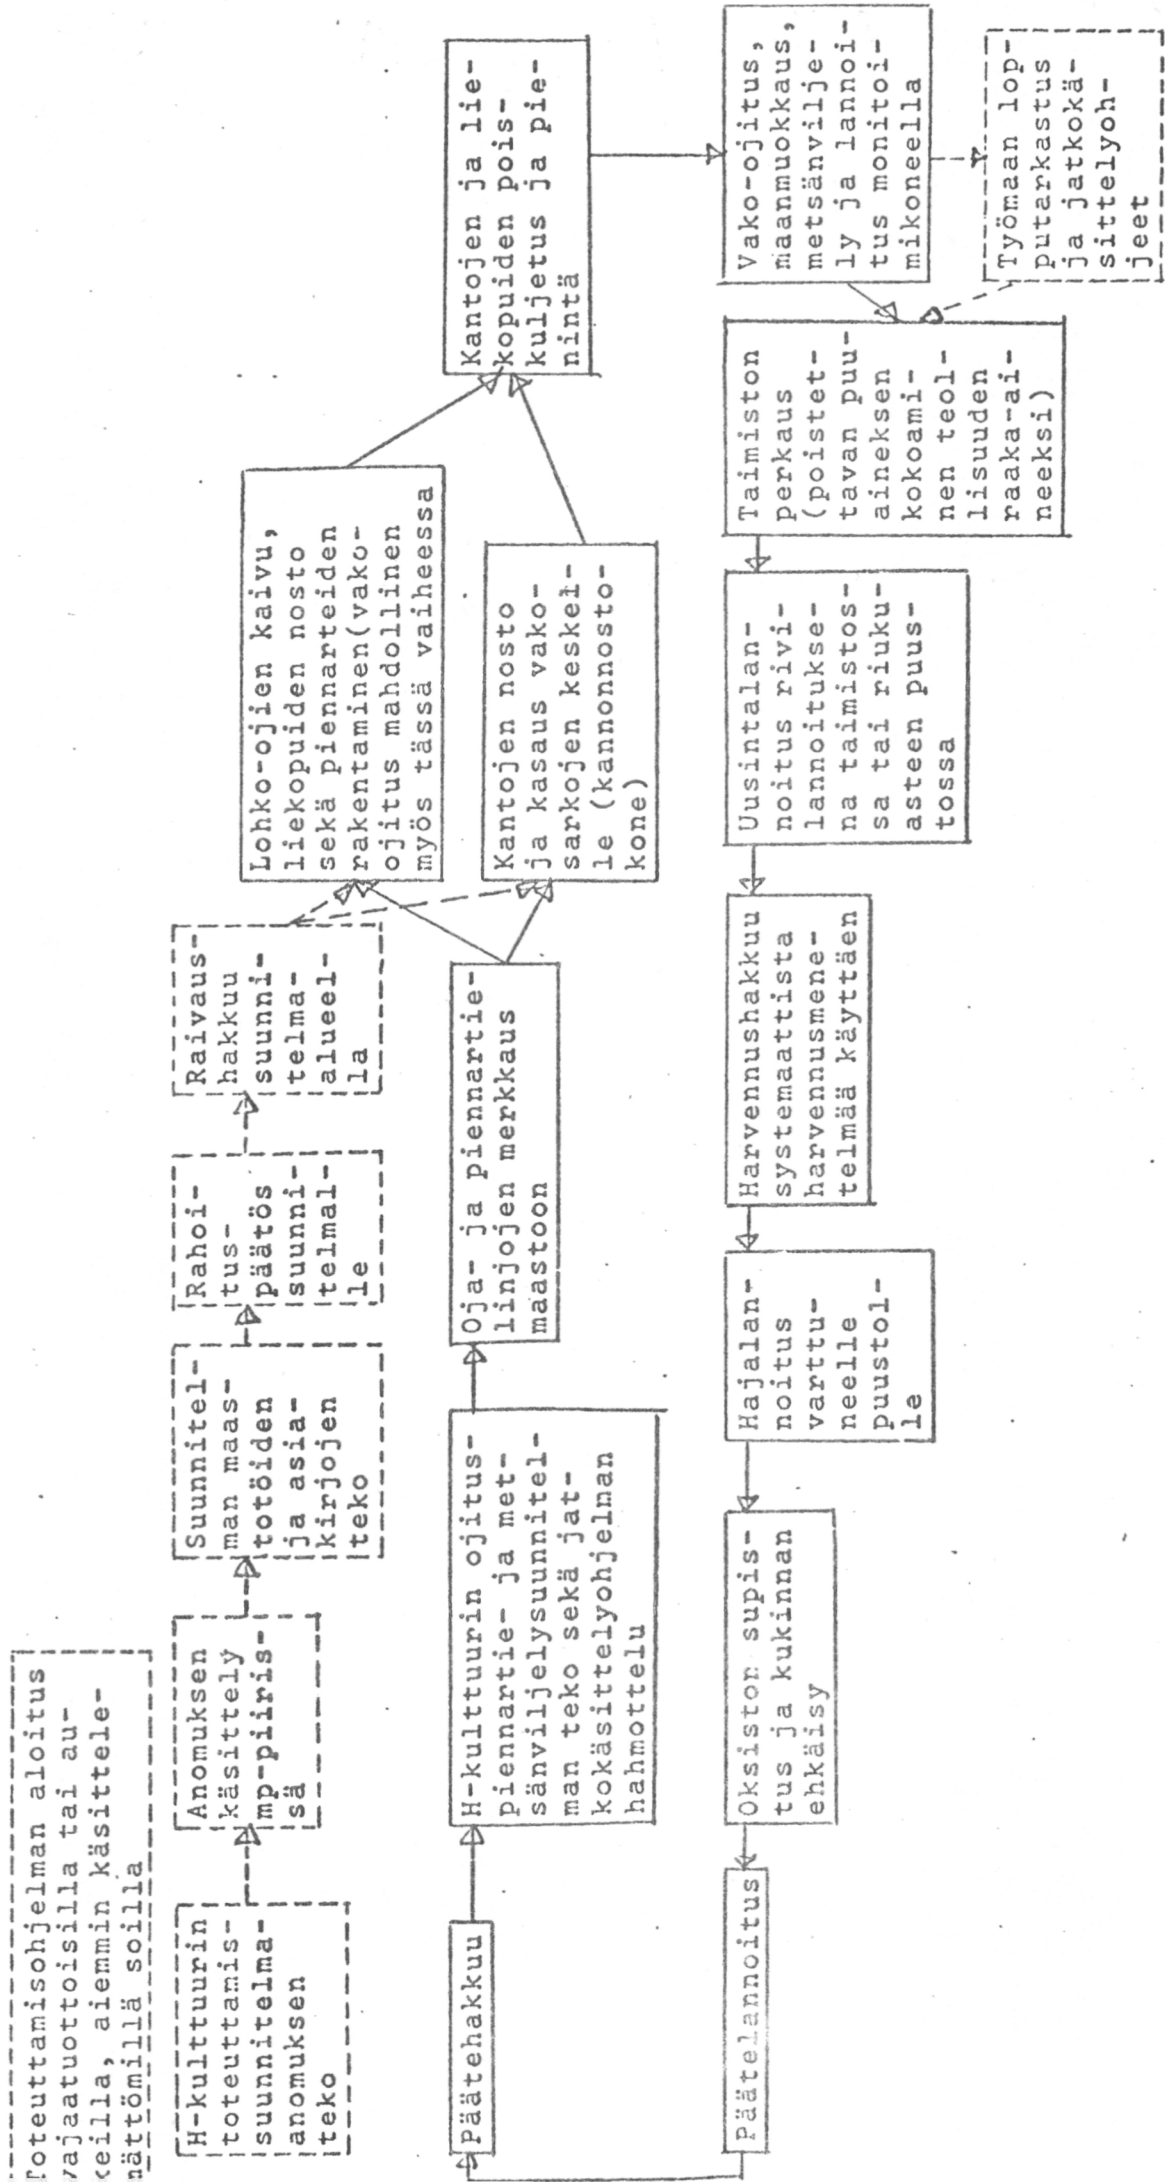 Toteuttamisohjelman aloitus
vajaatuottoisilla tai au-
keilla, aiemmin käsittele-
mättömillä soilla
H-kulttuurin
toteuttamis-
suunnitelma-
anomuksen
teko
Anomuksen
käsittely
mp-piiris-
sä
Suunnitel-
man maas-
totöiden
ja asia-
kirjojen
teko
Rahoi-
tus-
päätös
suunni-
telmal-
le
Raivaus-
hakkuu
suunni-
telma-
alueel-
la
Lohko-ojien kaivu,
liekopuiden nosto
sekä piennarteiden
rakentaminen(vako-
ojitus mahdollinen
myös tässä vaiheessa
Päätehakkuu
H-kulttuurin ojitus-
piennartie- ja met-
sänviljelysuunnitel-
man teko sekä jat-
kokäsittelyohjelman
hahmottelu
Oja- ja piennartie-
linjojen merkkaus
maastoon
Kantojen nosto
ja kasaus vako-
sarkojen keskel-
le (kannonnosto-
kone)
Kantojen ja lie-
kopuiden pois-
kuljetus ja pie-
nintä
Vako-ojitus,
maanmuokkaus,
metsänvilje-
ly ja lannoi-
tus monitoi-
mikoneella
Työmaan lop-
putarkastus
ja jatkokä-
sittelyoh-
jeet
Taimiston
perkaus
(poistet-
tavan puu-
aineksen
kokoami-
nen teol-
lisuuden
raaka-ai-
neeksi)
Uusintalan-
noitus rivi-
lannoitukse-
na taimistos-
sa tai riuku-
asteen puus-
tossa
Harvennushakkuu
systemaattista
harvennusmene-
telmää käyttäen
Hajalan-
noitus
varttu-
neelle
puustol-
le
Oksiston supis-
tus ja kukinnan
ehkäisy
Päätelannoitus